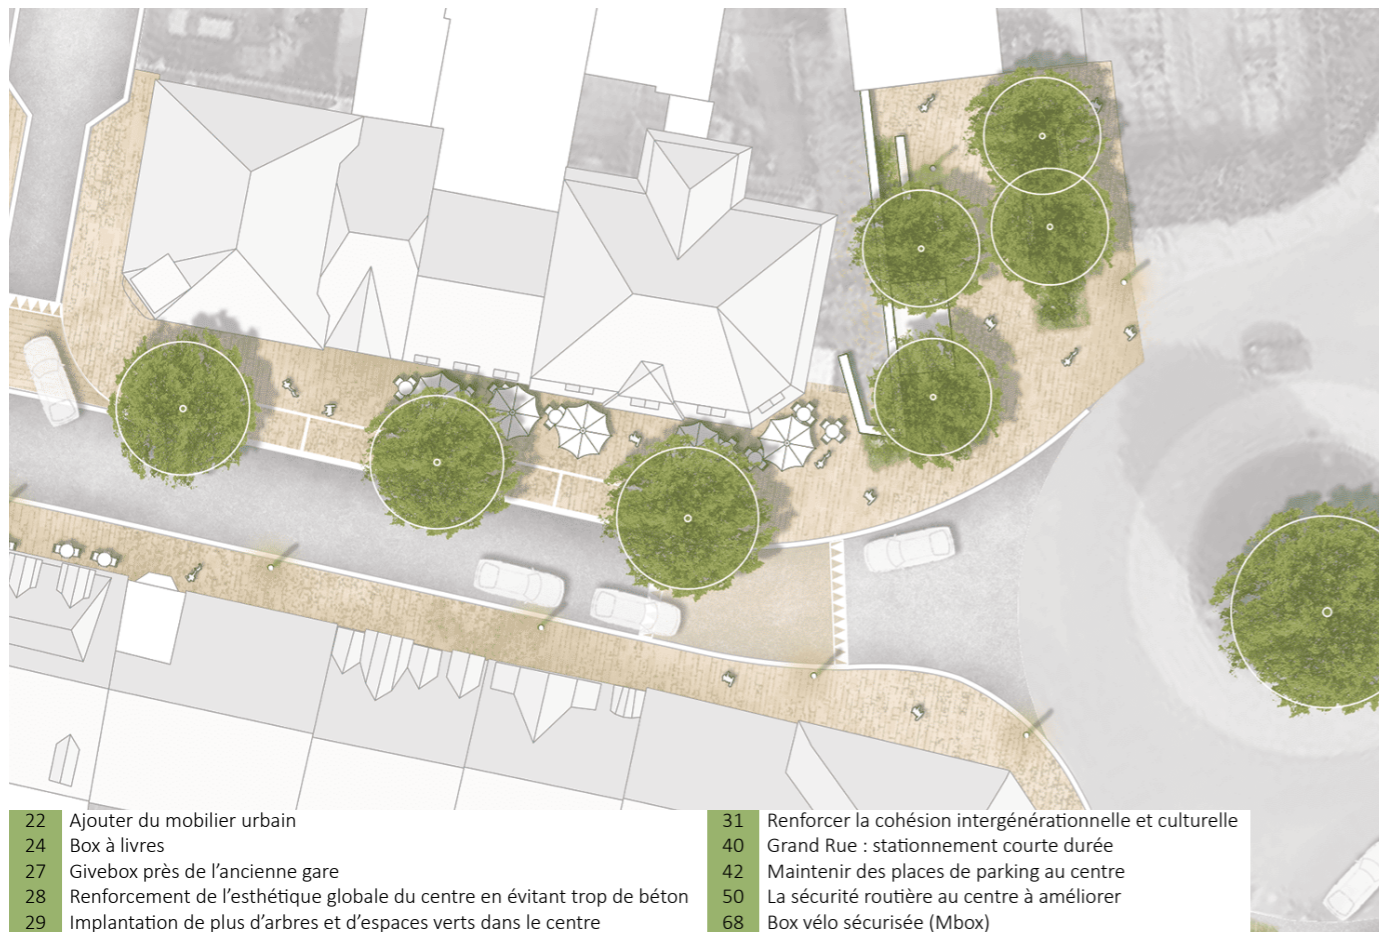 22 Ajouter du mobilier urbain
24 Box à livres
27 Givebox près de l'ancienne gare
28 Renforcement de l'esthétique globale du centre en évitant trop de béton
29 Implantation de plus d'arbres et d'espaces verts dans le centre
31 Renforcer la cohésion intergénérationnelle et culturelle
40 Grand Rue : stationnement courte durée
42 Maintenir des places de parking au centre
50 La sécurité routière au centre à améliorer
68 Box vélo sécurisée (Mbox)